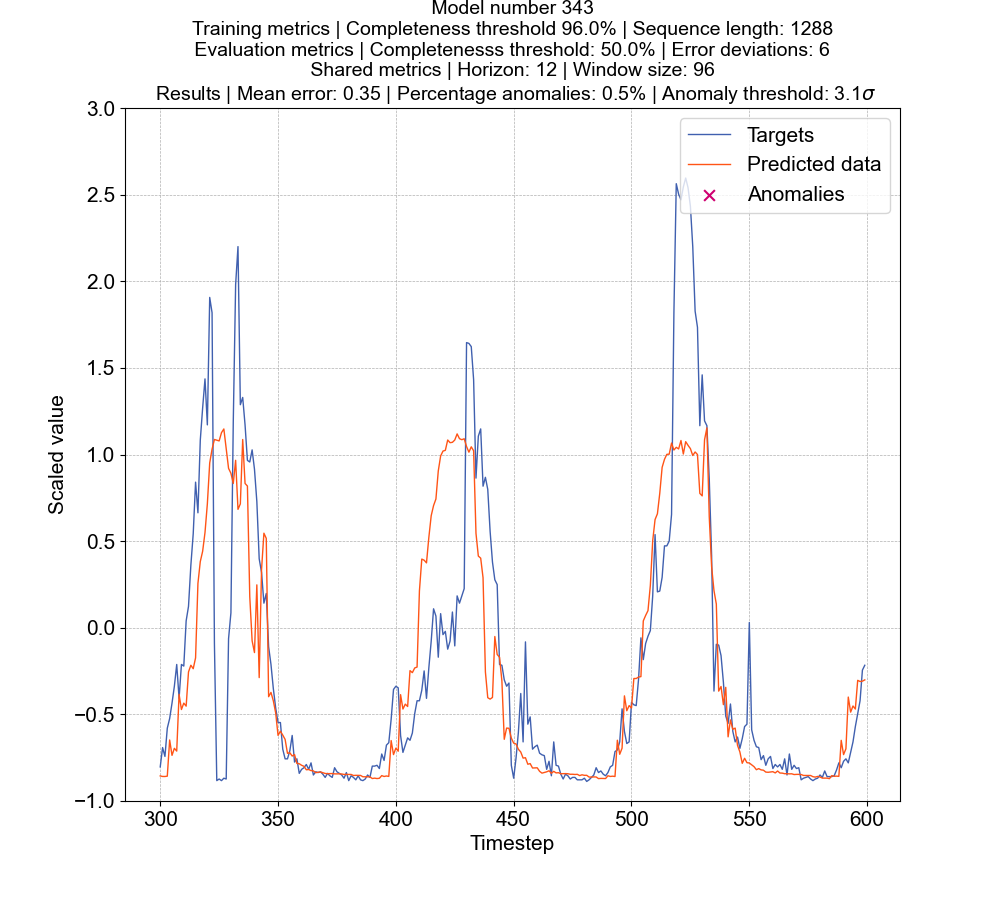 Model number 343
Training metrics | Completeness threshold 96.0% | Sequence length: 1288
Evaluation metrics | Completenesss threshold: 50.0% | Error deviations: 6
Shared metrics | Horizon: 12 | Window size: 96
Results | Mean error: 0.35 | Percentage anomalies: 0.5% | Anomaly threshold: 3.1σ
Targets
Predicted data
Anomalies
Scaled value
3.0
2.5
2.0
1.5
1.0
0.5
0.0
−0.5
−1.0
300 350 400 450 500 550 600
Timestep